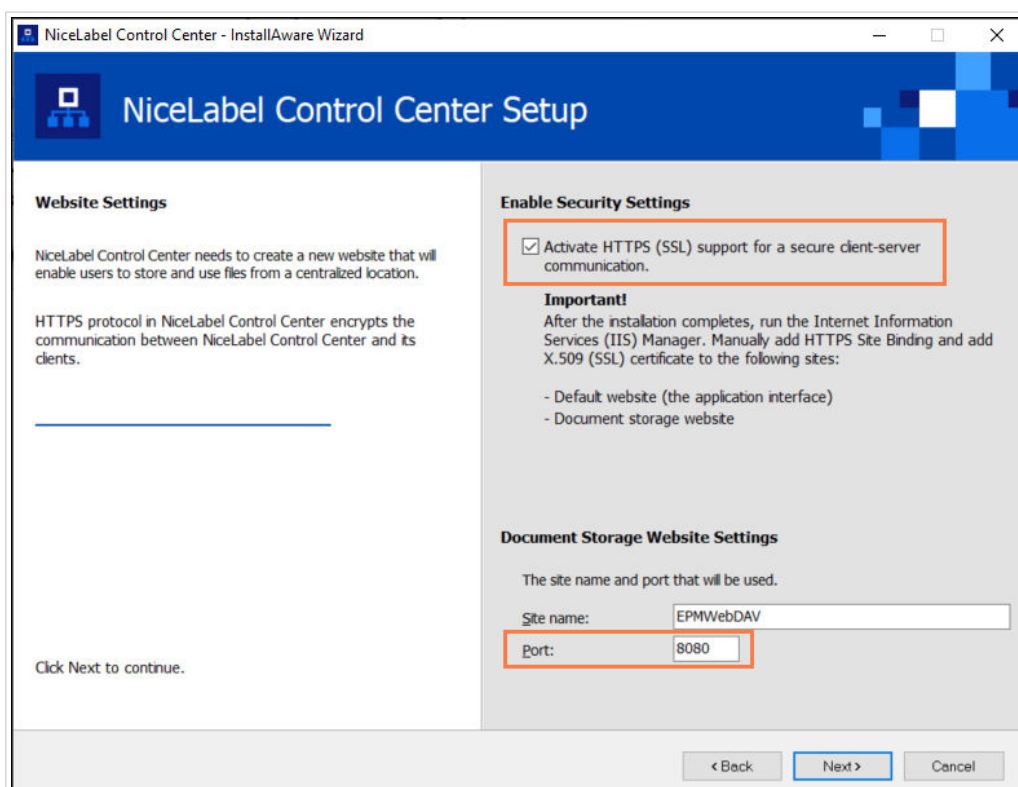 NiceLabel Control Center - InstallAware Wizard
NiceLabel Control Center Setup
Website Settings
NiceLabel Control Center needs to create a new website that will
enable users to store and use files from a centralized location.
HTTPS protocol in NiceLabel Control Center encrypts the
communication between NiceLabel Control Center and its
clients.
Click Next to continue.
Enable Security Settings
Activate HTTPS (SSL) support for a secure client-server
communication.
Important!
After the installation completes, run the Internet Information
Services (IIS) Manager. Manually add HTTPS Site Binding and add
X.509 (SSL) certificate to the following sites:
- Default website (the application interface)
- Document storage website
Document Storage Website Settings
The site name and port that will be used.
Site name: EPMWebDAV
Port: 8080
< Back Next > Cancel